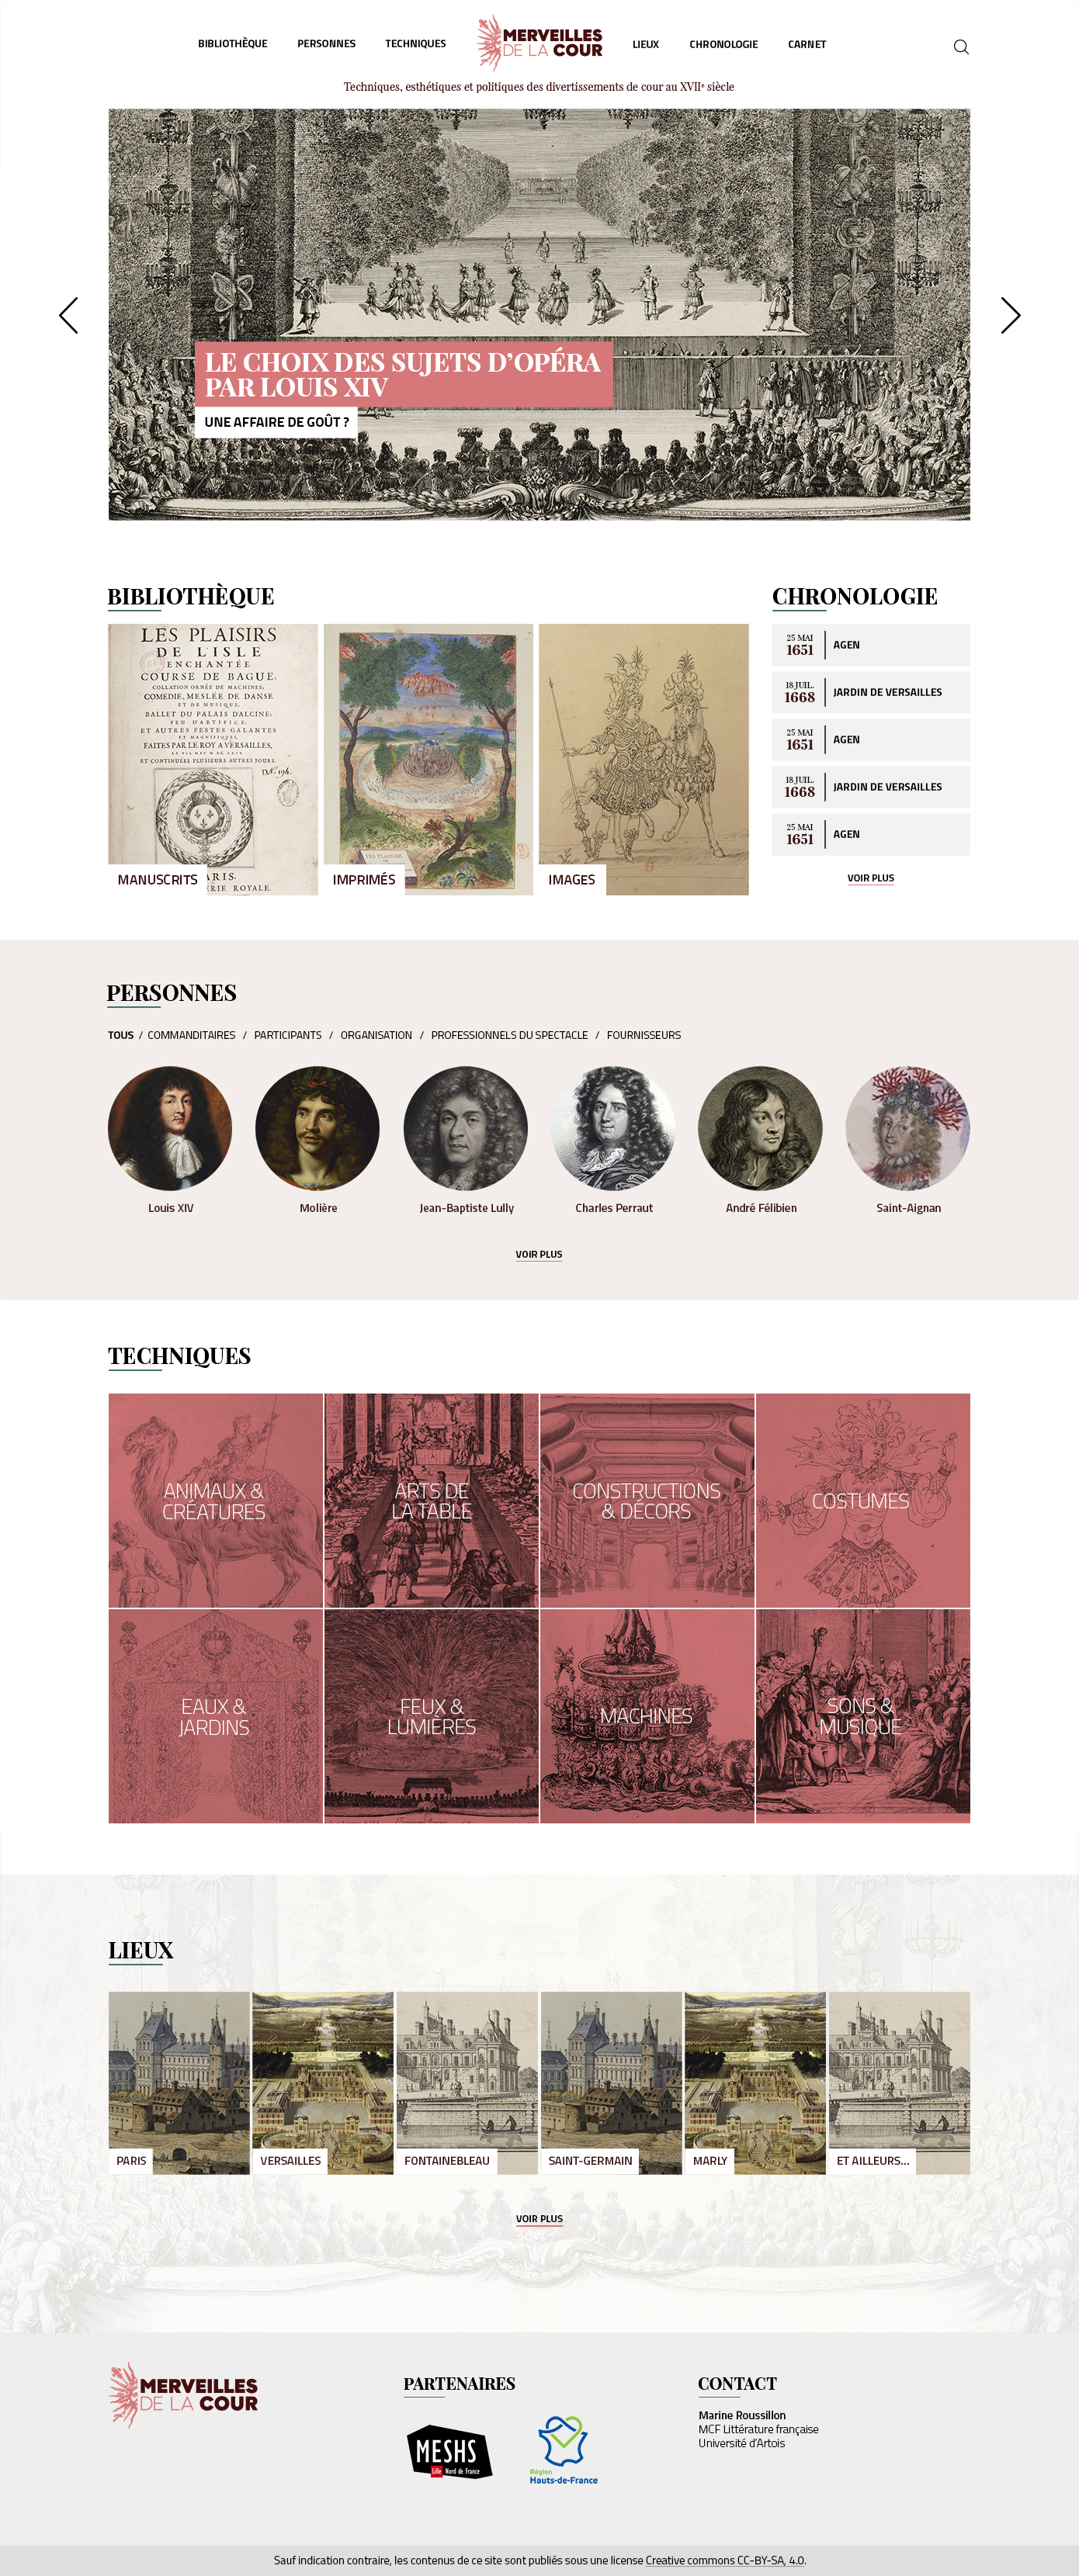 BIBLIOTHÈQUE
PERSONNES
TECHNIQUES
MERVEILLES
DE LA COUR
LIEUX
CHRONOLOGIE
CARNET
Techniques, esthétiques et politiques des divertissements de cour au XVIIe siècle
LE CHOIX DES SUJETS D’OPÉRA
PAR LOUIS XIV
UNE AFFAIRE DE GOÛT ?
BIBLIOTHÈQUE
LES PLAISIRS
DE L'ISLE
ENCHANTÉE
COURSE DE BAGUE;
COLLATION ORNÉE DE MACHINES;
COMEDIE, MESLÉE DE DANSE
ET DE MUSIQUE,
BALLET DU PALAIS D'ALCINE;
FEU D'ARTIFICE:
ET AUTRES FESTES GALANTES
ET MAGNIFIQUES,
FAITES PAR LE ROY A VERSAILLES,
ET CONTINUÉES PLUSIEURS AUTRES JOURS.
MANUSCRITS
IMPRIMÉS
IMAGES
CHRONOLOGIE
25 MAI
1651
AGEN
18 JUIL.
1668
JARDIN DE VERSAILLES
25 MAI
1651
AGEN
18 JUIL.
1668
JARDIN DE VERSAILLES
25 MAI
1651
AGEN
VOIR PLUS
PERSONNES
TOUS / COMMANDITAIRES / PARTICIPANTS / ORGANISATION / PROFESSIONNELS DU SPECTACLE / FOURNISSEURS
Louis XIV
Molière
Jean-Baptiste Lully
Charles Perraut
André Félibien
Saint-Aignan
VOIR PLUS
TECHNIQUES
ANIMAUX &
CRÉATURES
ARTS DE
LA TABLE
CONSTRUCTIONS
& DÉCORS
COSTUMES
EAUX &
JARDINS
FEUX &
LUMIÈRES
MACHINES
SONS &
MUSIQUE
LIEUX
PARIS
VERSAILLES
FONTAINEBLEAU
SAINT-GERMAIN
MARLY
ET AILLEURS...
VOIR PLUS
MERVEILLES
DE LA COUR
PARTENAIRES
MESHS
Lille Nord de France
Région
Hauts-de-France
CONTACT
Marine Roussillon
MCF Littérature française
Université d’Artois
Sauf indication contraire, les contenus de ce site sont publiés sous une license Creative commons CC-BY-SA, 4.0.